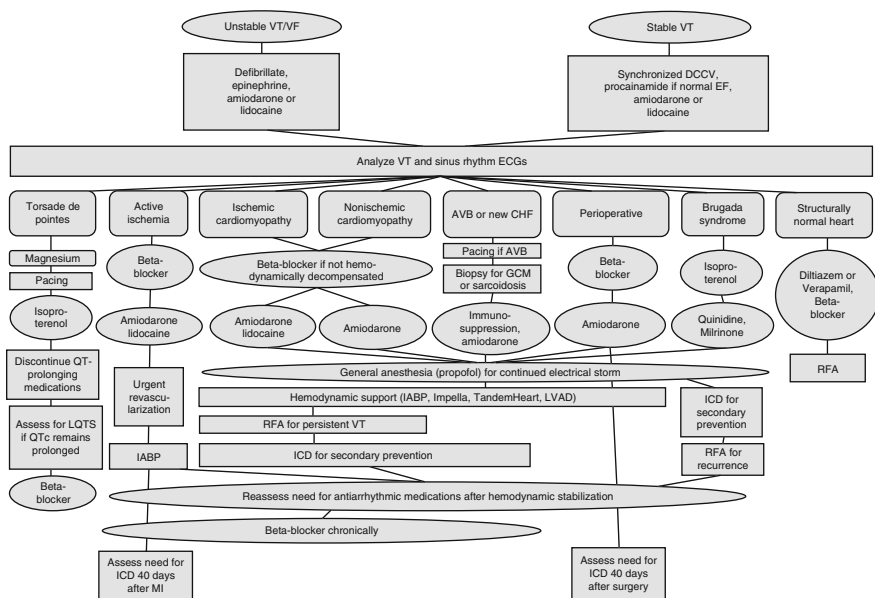 Unstable VT/VF
Stable VT
Defibrillate,
epinephrine,
amiodarone or
lidocaine
Synchronized DCCV,
procainamide if normal EF,
amiodarone or
lidocaine
Analyze VT and sinus rhythm ECGs
Torsade de
pointes
Active
ischemia
Ischemic
cardiomyopathy
Nonischemic
cardiomyopathy
AVB or new CHF
Perioperative
Brugada
syndrome
Structurally
normal heart
Magnesium
Pacing
Isopro-
terenol
Discontinue QT-
prolonging
medications
Assess for LQTS
if QTc remains
prolonged
Beta-
blocker
Beta-
blocker
Amiodarone
lidocaine
Urgent
revascu-
larization
IABP
Beta-blocker if not hemo-
dynamically decompensated
Amiodarone
lidocaine
Amiodarone
Pacing if AVB
Biopsy for GCM
or sarcoidosis
Immuno-
suppression,
amiodarone
Beta-
blocker
Amiodarone
Isopro-
terenol
Quinidine,
Milrinone
Diltiazem or
Verapamil,
Beta-
blocker
RFA
General anesthesia (propofol) for continued electrical storm
Hemodynamic support (IABP, Impella, TandemHeart, LVAD)
RFA for persistent VT
ICD for secondary prevention
ICD for
secondary
prevention
RFA for
recurrence
Reassess need for antiarrhythmic medications after hemodynamic stabilization
Beta-blocker chronically
Assess need for
ICD 40 days
after MI
Assess need for
ICD 40 days
after surgery